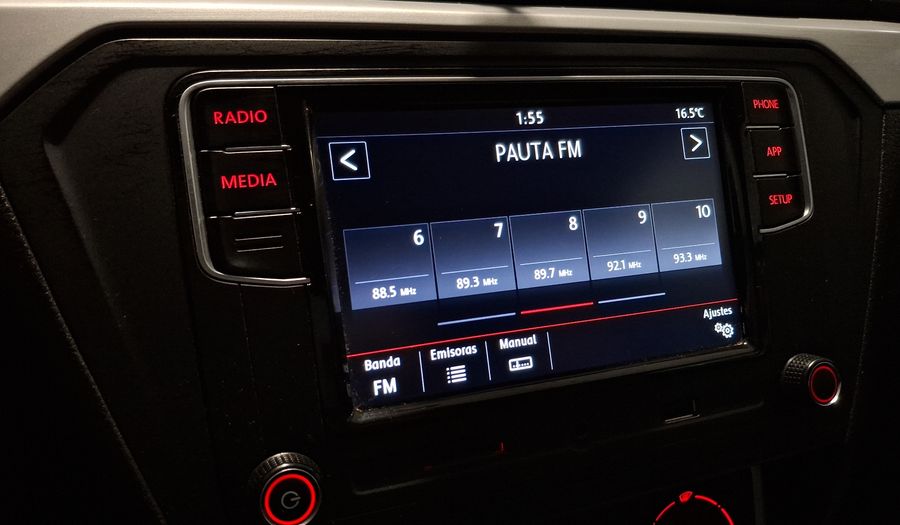 RADIO
MEDIA
PHONE
APP
SETUP
1:55
16.5°C
<
PAUTA FM
>
6
7
8
9
10
88.5 MHz
89.3 MHz
89.7 MHz
92.1 MHz
93.3 MHz
Ajustes
Banda
FM
Emisoras
Manual